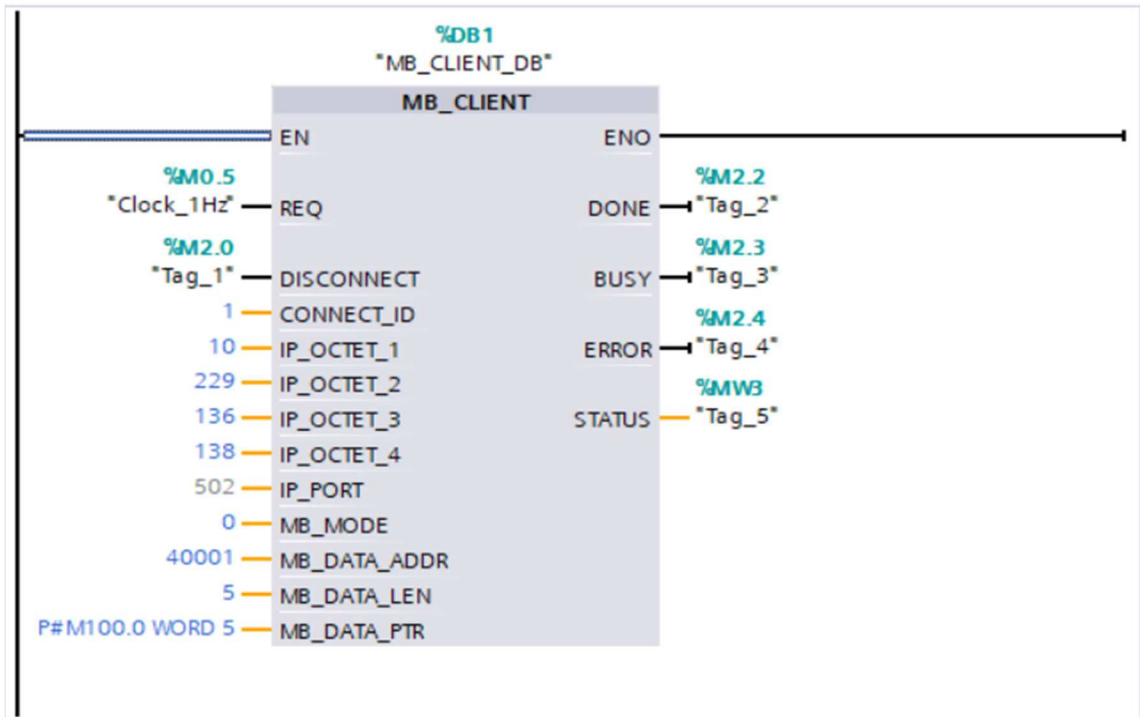 %DB1
"MB_CLIENT_DB"
MB_CLIENT
EN ENO
%M0.5 %M2.2
"Clock_1Hz" REQ DONE "Tag_2"
%M2.0 %M2.3
"Tag_1" DISCONNECT BUSY "Tag_3"
1 CONNECT_ID %M2.4
10 IP_OCTET_1 ERROR "Tag_4"
229 IP_OCTET_2 %MW3
136 IP_OCTET_3 STATUS "Tag_5"
138 IP_OCTET_4
502 IP_PORT
0 MB_MODE
40001 MB_DATA_ADDR
5 MB_DATA_LEN
P#M100.0 WORD 5 MB_DATA_PTR